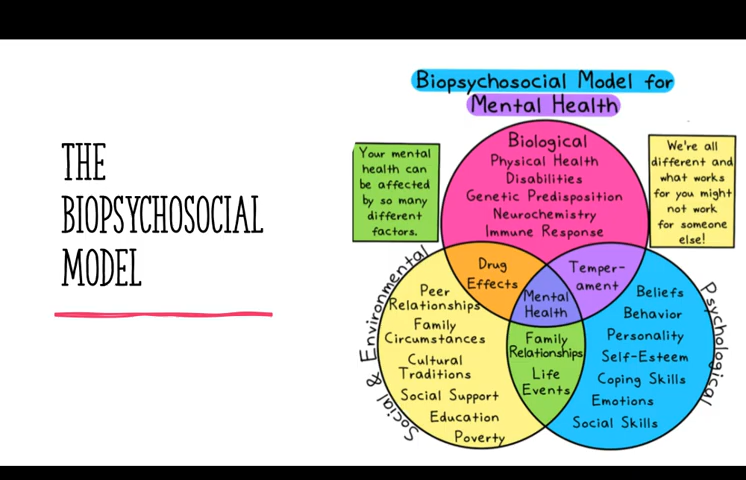 THE
BIOPSYCHOSOCIAL
MODEL
Biopsychosocial Model for
Mental Health
Your mental
health can
be affected
by so many
different
factors.
We're all
different and
what works
for you might
not work
for someone
else!
Biological
Physical Health
Disabilities
Genetic Predisposition
Neurochemistry
Immune Response
Drug
Effects
Temper-
ament
Mental
Health
Social & Environmental
Peer
Relationships
Family
Circumstances
Cultural
Traditions
Social Support
Education
Poverty
Family
Relationships
Life
Events
Psychological
Beliefs
Behavior
Personality
Self-Esteem
Coping Skills
Emotions
Social Skills